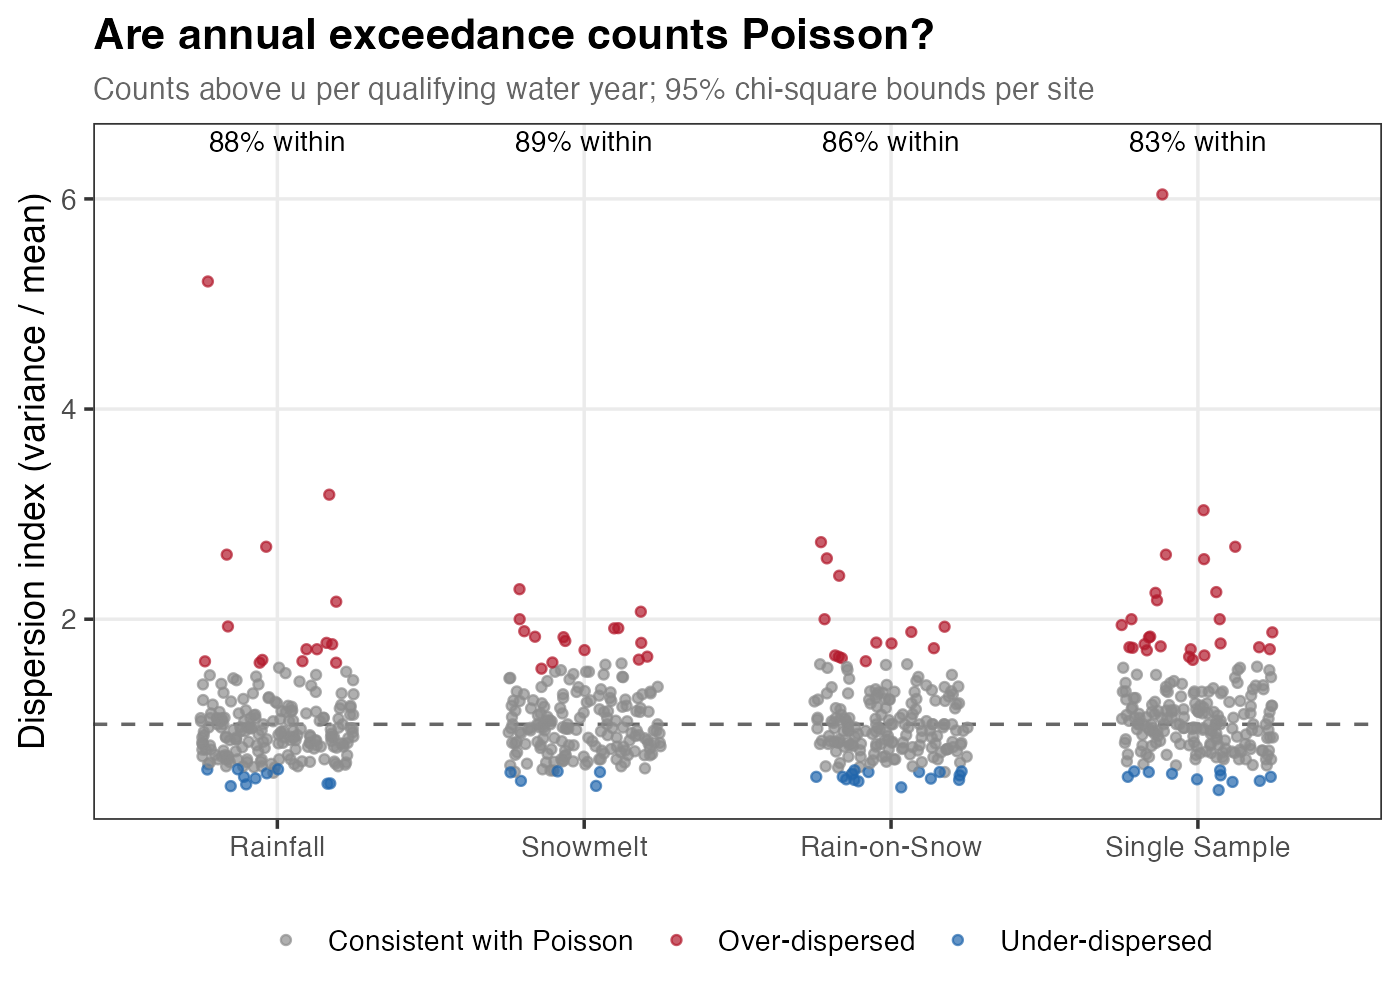 Are annual exceedance counts Poisson?
Counts above u per qualifying water year; 95% chi-square bounds per site
88% within
89% within
86% within
83% within
Dispersion index (variance / mean)
6
4
2
Rainfall
Snowmelt
Rain-on-Snow
Single Sample
Consistent with Poisson
Over-dispersed
Under-dispersed